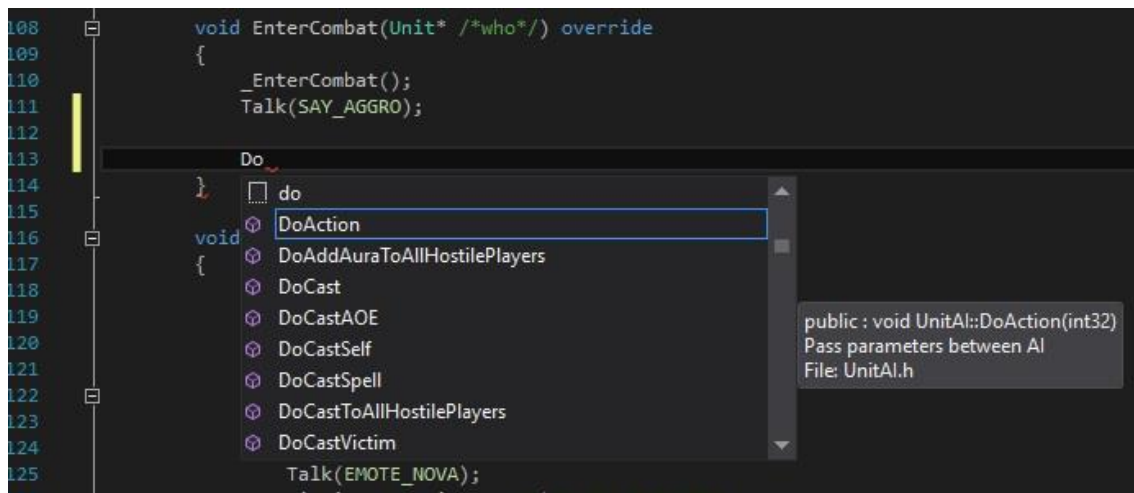 108 void EnterCombat(Unit* /*who*/) override
109 {
110 _EnterCombat();
111 Talk(SAY_AGGRO);
112
113 Do
114 }
115
116 void
117 {
118
119
120
121
122
123
124
125 Talk(EMOTE_NOVA);
do
DoAction
DoAddAuraToAllHostilePlayers
DoCast
DoCastAOE
DoCastSelf
DoCastSpell
DoCastToAllHostilePlayers
DoCastVictim
public : void UnitAI::DoAction(int32)
Pass parameters between AI
File: UnitAI.h